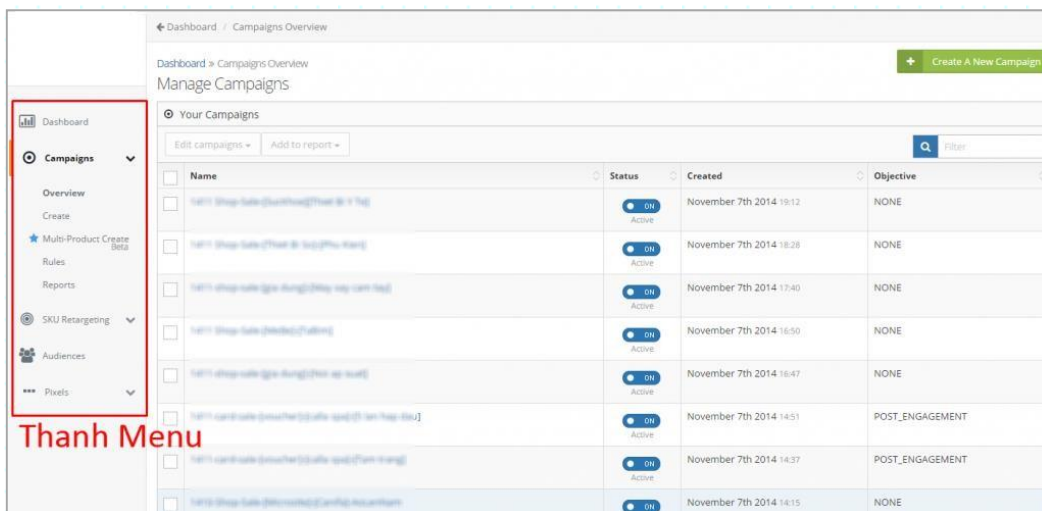 Dashboard / Campaigns Overview
Dashboard » Campaigns Overview
+ Create A New Campaign
Manage Campaigns
Dashboard
Campaigns
Overview
Create
Multi-Product Create
Beta
Rules
Reports
SKU Retargeting
Audiences
Pixels
Thanh Menu
Your Campaigns
Edit campaigns Add to report
Filter
Name Status Created Objective
ON November 7th 2014 19:12 NONE
Active
ON November 7th 2014 18:28 NONE
Active
ON November 7th 2014 17:40 NONE
Active
ON November 7th 2014 16:50 NONE
Active
ON November 7th 2014 16:47 NONE
Active
ON November 7th 2014 14:51 POST_ENGAGEMENT
Active
ON November 7th 2014 14:37 POST_ENGAGEMENT
Active
ON November 7th 2014 14:15 NONE